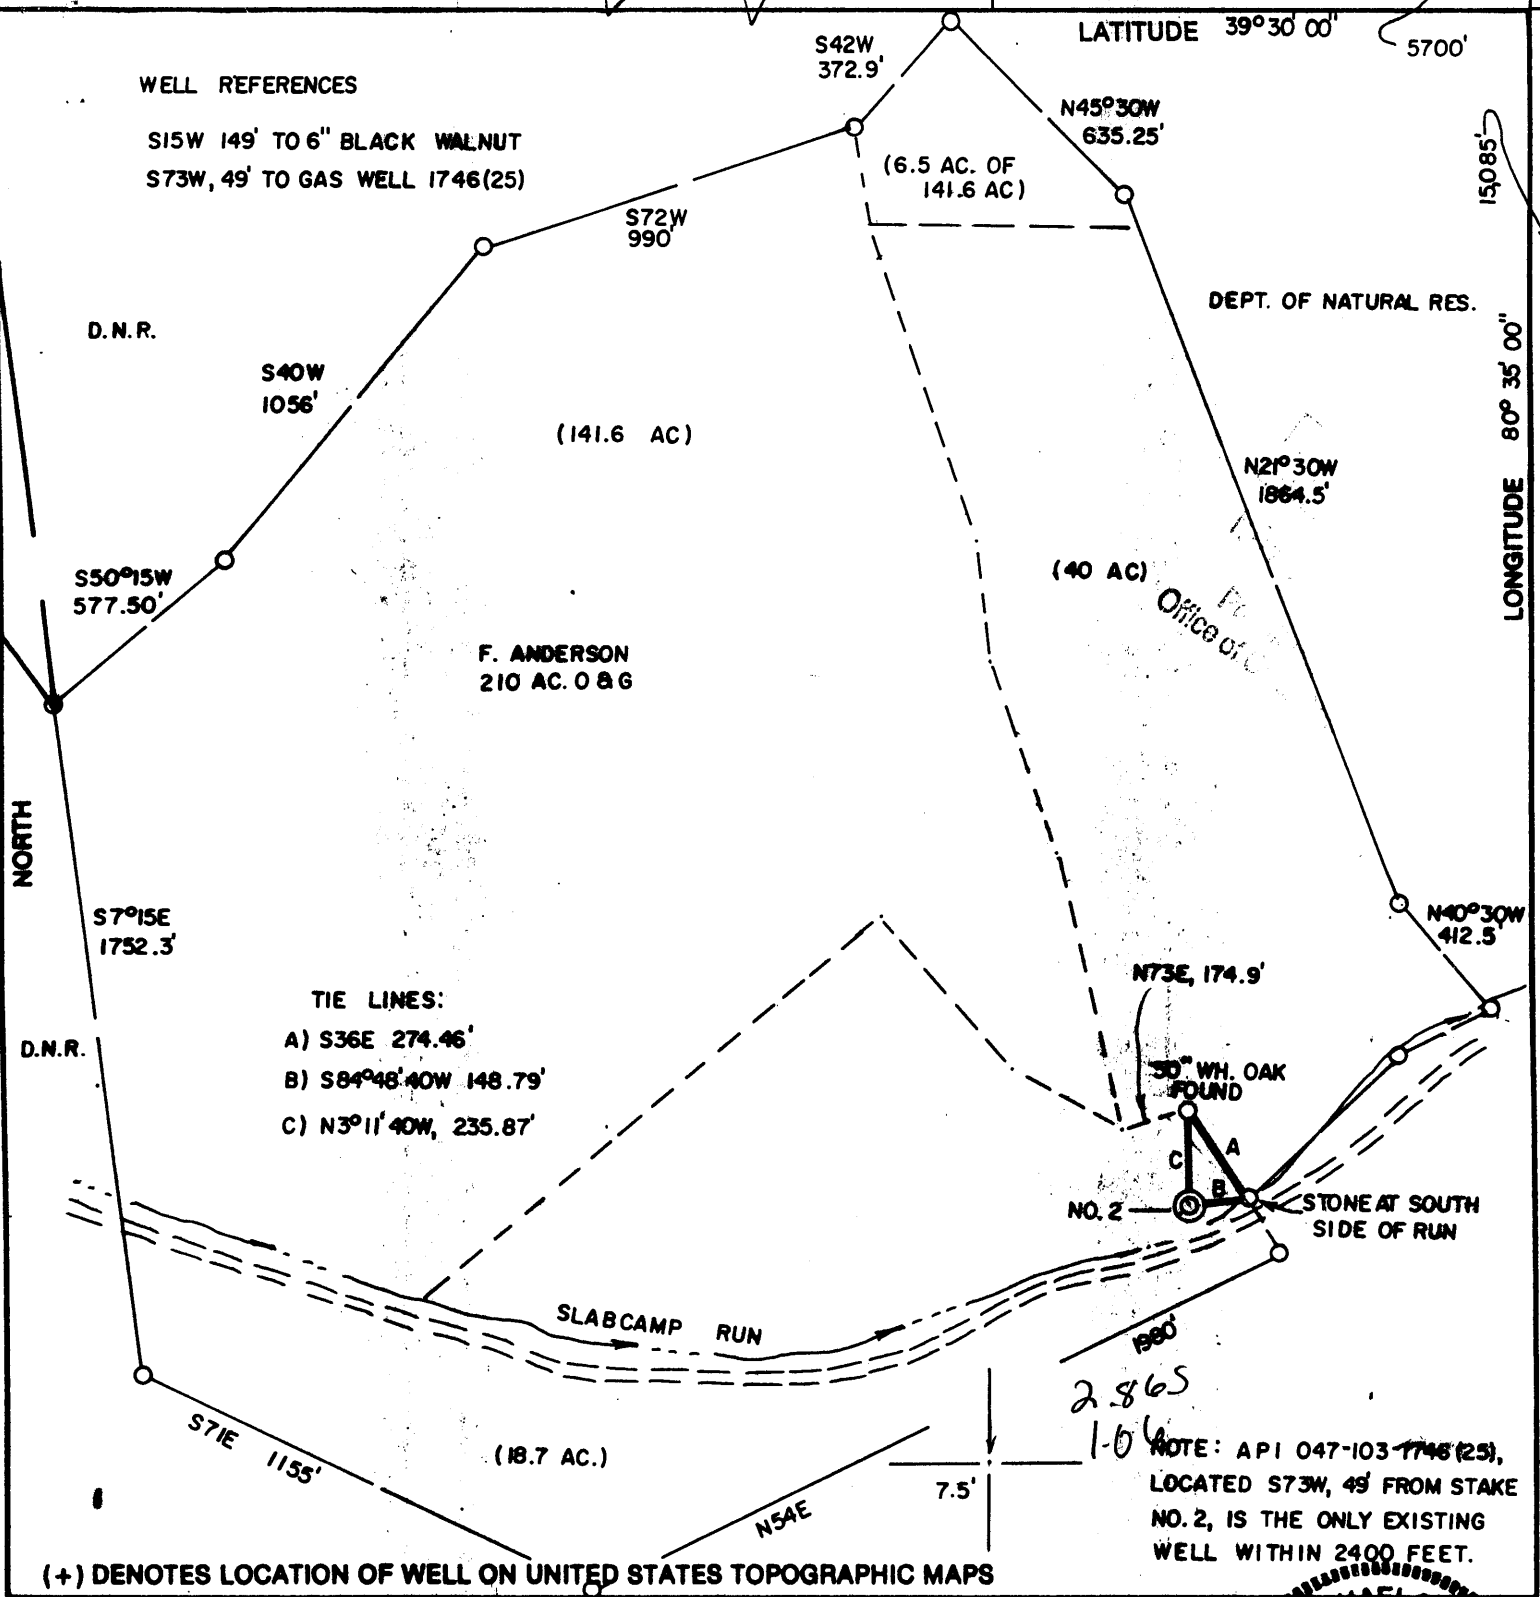 LATITUDE 39°30'00"
5700'
S42W
372.9'
WELL REFERENCES
S15W 149' TO 6" BLACK WALNUT
S73W, 49' TO GAS WELL 1746(25)
N45°30W
635.25'
(6.5 AC. OF
141.6 AC)
15,085'
S72W
990'
D.N.R.
DEPT. OF NATURAL RES.
LONGITUDE 80° 35' 00"
S40W
1056'
(141.6 AC)
N21°30W
1864.5'
S50°15W
577.50'
(40 AC)
Office of
F. ANDERSON
210 AC. O & G
NORTH
S7°15E
1752.3'
N40°30W
412.5'
N73E, 174.9'
TIE LINES:
A) S36E 274.46'
B) S84°48'40W 148.79'
C) N3°11'40W, 235.87'
D.N.R.
30" WH. OAK
FOUND
A
C
B
NO. 2
STONE AT SOUTH
SIDE OF RUN
SLABCAMP RUN
1980'
2.865
1.06
S71E 1155'
(18.7 AC.)
N54E
7.5'
NOTE: API 047-103-1746(25),
LOCATED S73W, 49' FROM STAKE
NO. 2, IS THE ONLY EXISTING
WELL WITHIN 2400 FEET.
(+) DENOTES LOCATION OF WELL ON UNITED STATES TOPOGRAPHIC MAPS